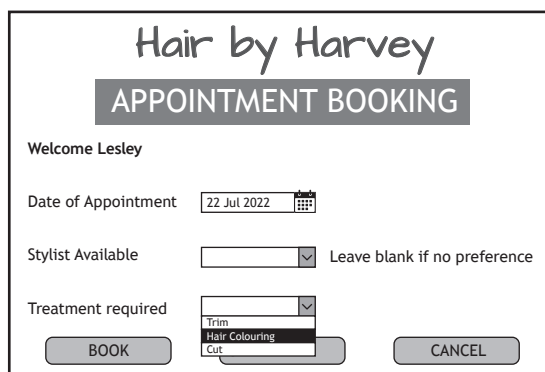 Hair by Harvey
APPOINTMENT BOOKING
Welcome Lesley
Date of Appointment 22 Jul 2022
Stylist Available Leave blank if no preference
Treatment required
Trim
Hair Colouring
Cut
BOOK CANCEL